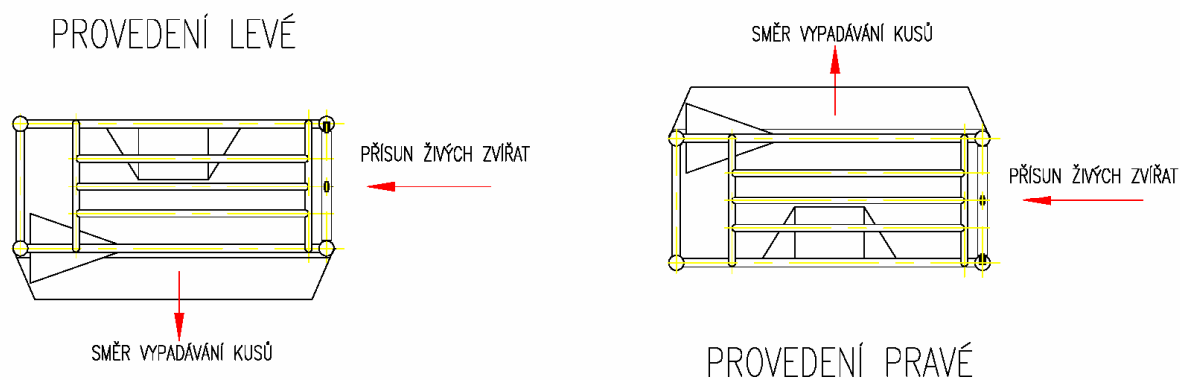 PROVEDENÍ LEVÉ
PŘÍSUN ŽIVÝCH ZVÍŘAT
SMĚR VYPADÁVÁNÍ KUSŮ
SMĚR VYPADÁVÁNÍ KUSŮ
PŘÍSUN ŽIVÝCH ZVÍŘAT
PROVEDENÍ PRAVÉ